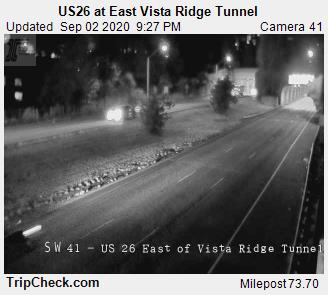 US26 at East Vista Ridge Tunnel
Updated Sep 02 2020 9:27 PM Camera 41
SW 41 - US 26 East of Vista Ridge Tunnel
TripCheck.com Milepost 73.70